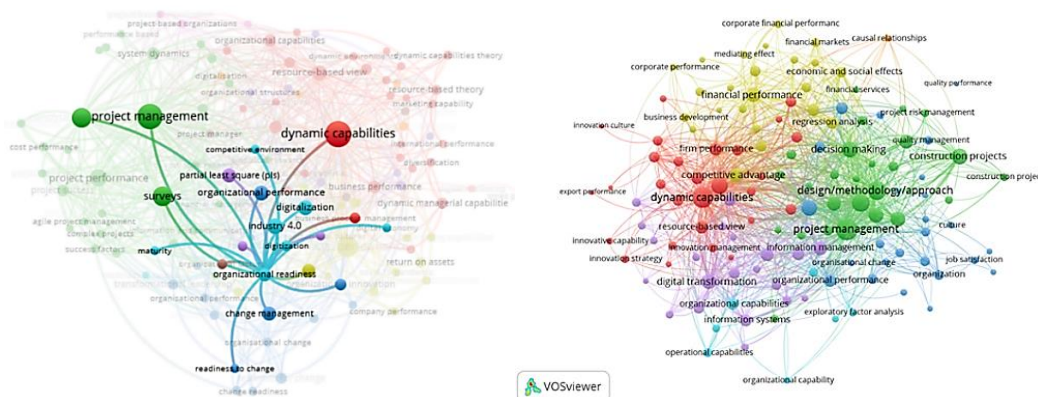 project based organizations
performance based
system dynamics
organizational capabilities
dynamic capabilities theory
digitalisation
resource-based view
organizational structures
resource-based theory
marketing capability
project management
project manager
dynamic capabilities
international performance
cost performance
competitive environment
diversification
partial least square (pls)
project performance
organizational performance
business performance
surveys
digitalization
dynamic managerial capabilitie
agile project management
industry 4.0
management
complex projects
success factors
maturity
digitization
return on assets
organizational readiness
organizational performance
innovation
change management
company performance
organizational change
readiness to change
change readiness
corporate financial performanc
causal relationships
mediating effect
financial markets
corporate performance
economic and social effects
quality performance
financial performance
financial services
business development
project risk management
innovation culture
regression analysis
quality management
firm performance
decision making
construction projects
competitive advantage
construction project
export performance
dynamic capabilities
design/methodology/approach
resource-based view
project management
culture
innovative capability
innovation management
information management
innovation strategy
organisational change
job satisfaction
digital transformation
organizational performance
organization
organizational capabilities
exploratory factor analysis
information systems
operational capabilities
organizational capability
VOSviewer